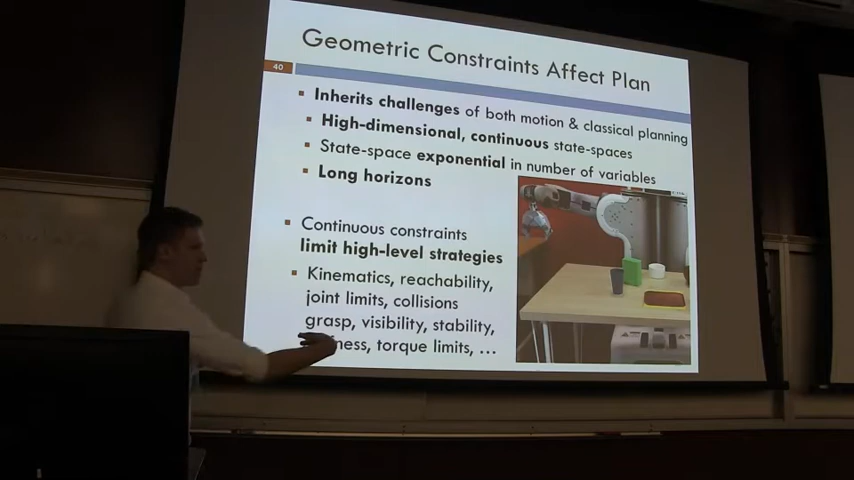 Geometric Constraints Affect Plan
40
Inherits challenges of both motion & classical planning
High-dimensional, continuous state-spaces
State-space exponential in number of variables
Long horizons
Continuous constraints
limit high-level strategies
Kinematics, reachability,
joint limits, collisions
grasp, visibility, stability,
torque limits, ...